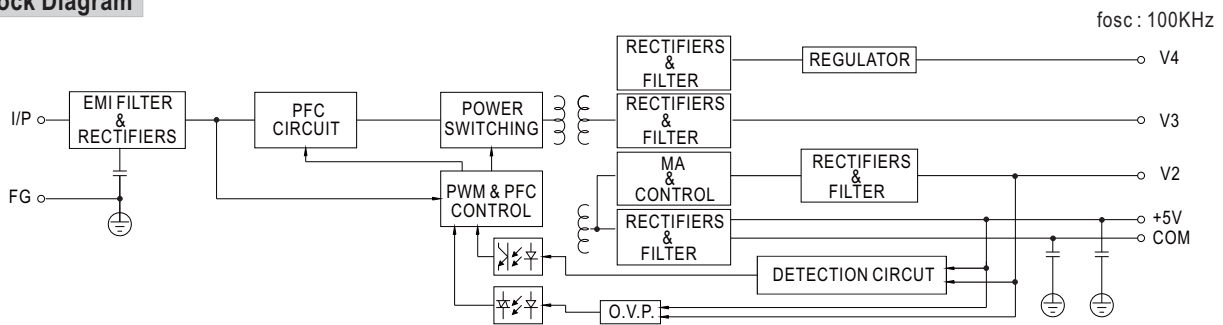 ock Diagram
fosc : 100KHz
RECTIFIERS
&
FILTER
REGULATOR
V4
I/P
EMI FILTER
&
RECTIFIERS
PFC
CIRCUIT
POWER
SWITCHING
RECTIFIERS
&
FILTER
V3
FG
PWM & PFC
CONTROL
MA
&
CONTROL
RECTIFIERS
&
FILTER
V2
RECTIFIERS
&
FILTER
+5V
COM
DETECTION CIRCUT
O.V.P.